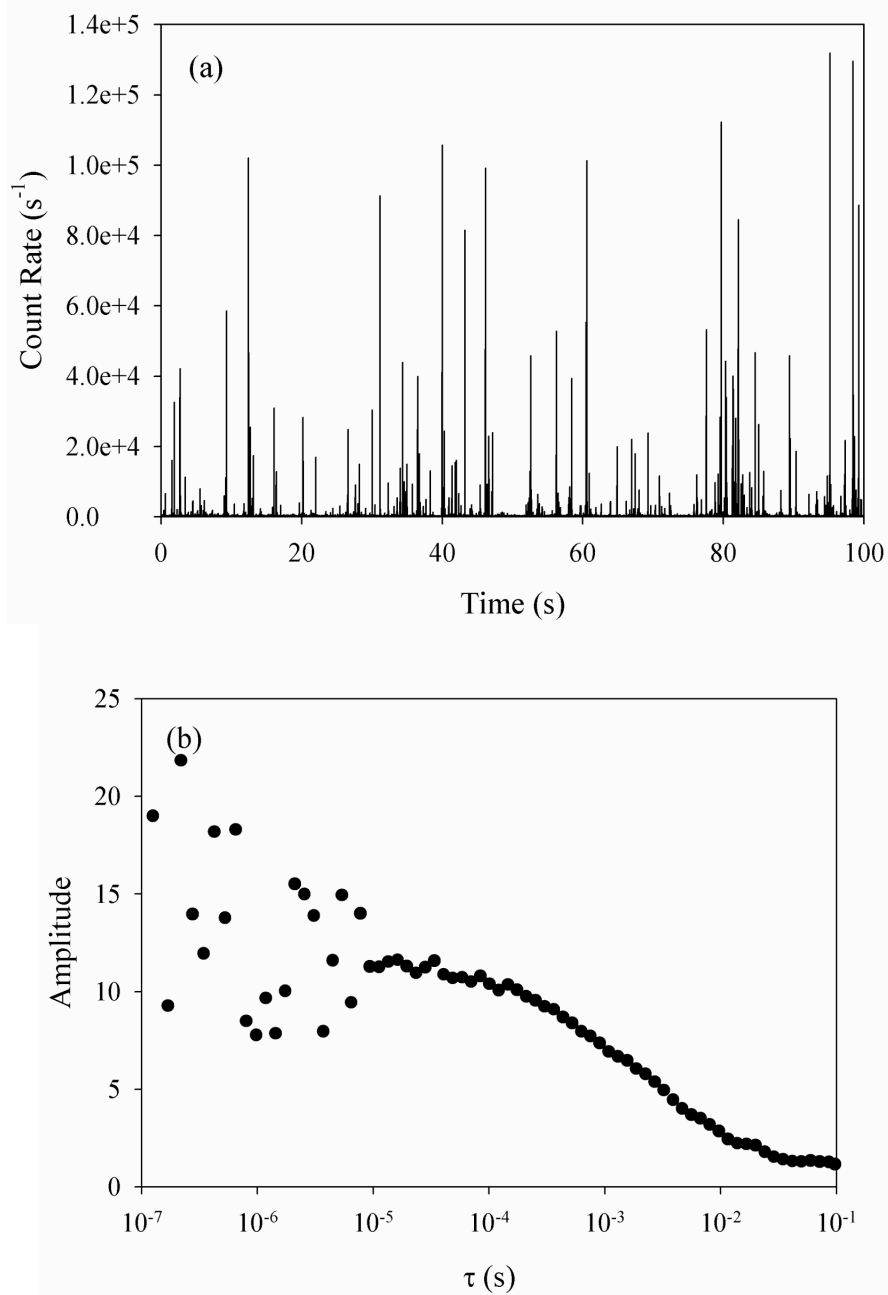 1.4e+5
(a)
1.2e+5
1.0e+5
8.0e+4
6.0e+4
4.0e+4
2.0e+4
0.0
Count Rate (s⁻¹)
0 20 40 60 80 100
Time (s)
25
(b)
20
15
10
5
0
Amplitude
10⁻⁷ 10⁻⁶ 10⁻⁵ 10⁻⁴ 10⁻³ 10⁻² 10⁻¹
τ (s)